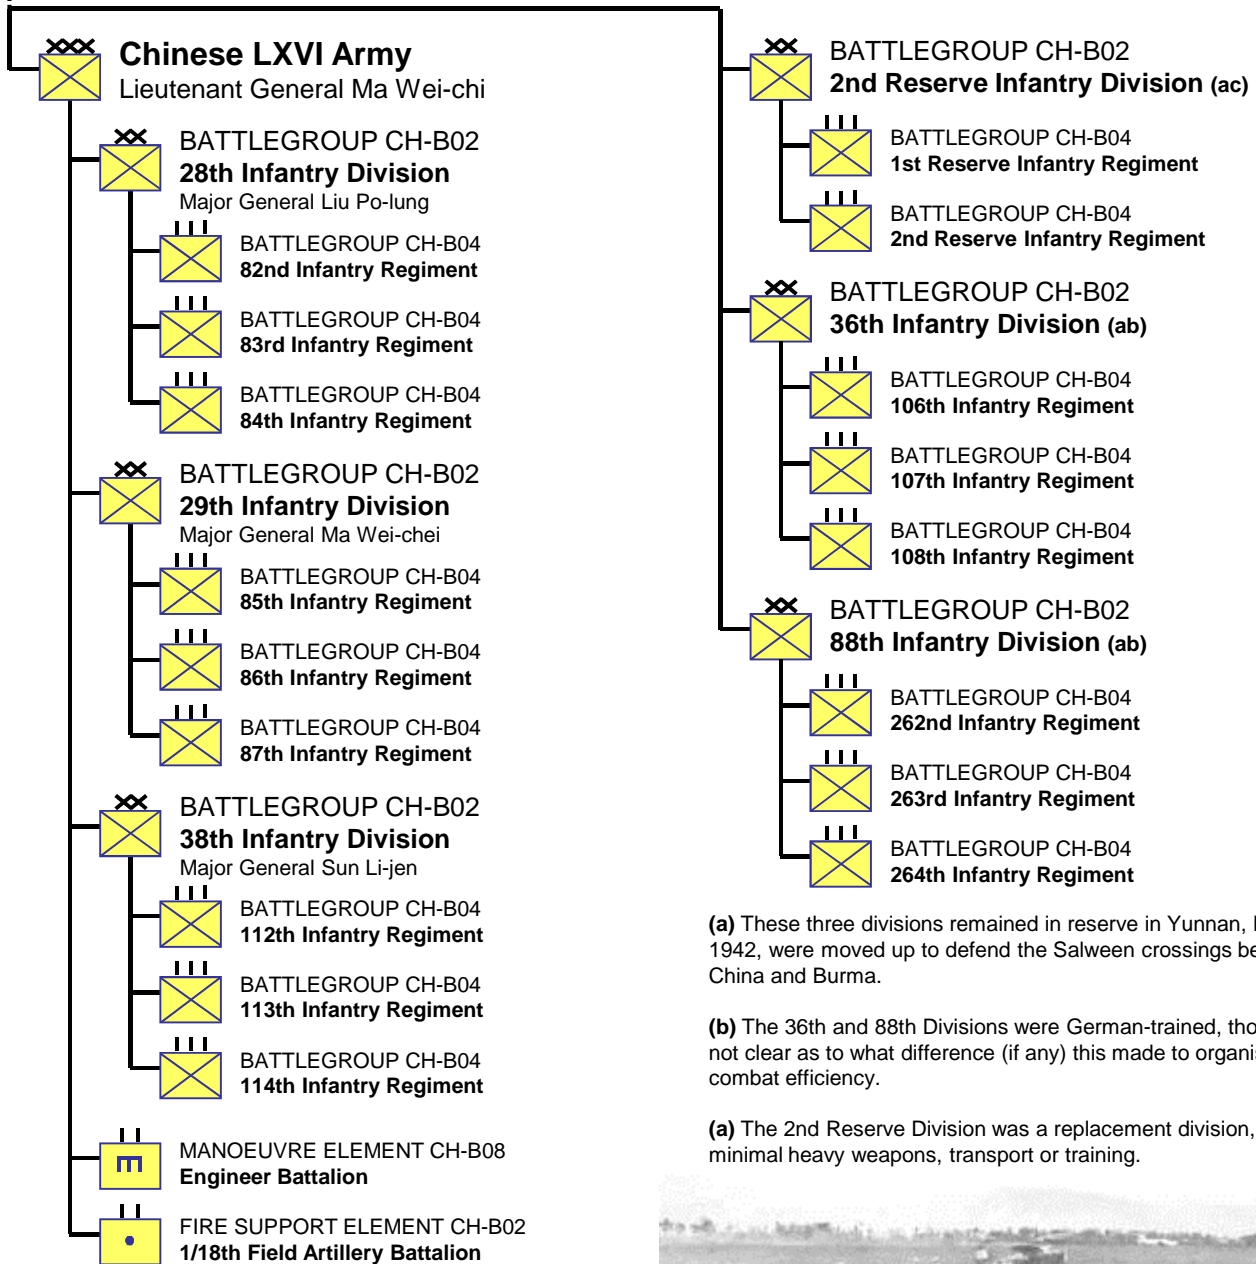 Chinese LXVI Army
Lieutenant General Ma Wei-chi
BATTLEGROUP CH-B02
28th Infantry Division
Major General Liu Po-lung
BATTLEGROUP CH-B04
82nd Infantry Regiment
BATTLEGROUP CH-B04
83rd Infantry Regiment
BATTLEGROUP CH-B04
84th Infantry Regiment
BATTLEGROUP CH-B02
29th Infantry Division
Major General Ma Wei-chei
BATTLEGROUP CH-B04
85th Infantry Regiment
BATTLEGROUP CH-B04
86th Infantry Regiment
BATTLEGROUP CH-B04
87th Infantry Regiment
BATTLEGROUP CH-B02
38th Infantry Division
Major General Sun Li-jen
BATTLEGROUP CH-B04
112th Infantry Regiment
BATTLEGROUP CH-B04
113th Infantry Regiment
BATTLEGROUP CH-B04
114th Infantry Regiment
MANOEUVRE ELEMENT CH-B08
Engineer Battalion
FIRE SUPPORT ELEMENT CH-B02
1/18th Field Artillery Battalion
BATTLEGROUP CH-B02
2nd Reserve Infantry Division (ac)
BATTLEGROUP CH-B04
1st Reserve Infantry Regiment
BATTLEGROUP CH-B04
2nd Reserve Infantry Regiment
BATTLEGROUP CH-B02
36th Infantry Division (ab)
BATTLEGROUP CH-B04
106th Infantry Regiment
BATTLEGROUP CH-B04
107th Infantry Regiment
BATTLEGROUP CH-B04
108th Infantry Regiment
BATTLEGROUP CH-B02
88th Infantry Division (ab)
BATTLEGROUP CH-B04
262nd Infantry Regiment
BATTLEGROUP CH-B04
263rd Infantry Regiment
BATTLEGROUP CH-B04
264th Infantry Regiment
(a) These three divisions remained in reserve in Yunnan,
1942, were moved up to defend the Salween crossings
China and Burma.
(b) The 36th and 88th Divisions were German-trained,
not clear as to what difference (if any) this made to
combat efficiency.
(a) The 2nd Reserve Division was a replacement division,
minimal heavy weapons, transport or training.